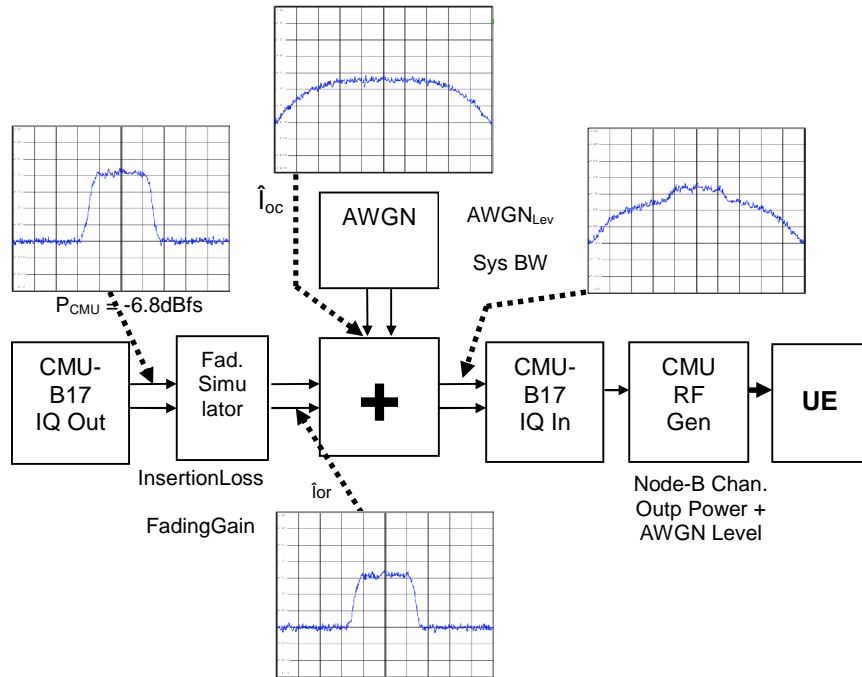 Îoc
AWGN
AWGNLev
Sys BW
PCMU = -6.8dBfs
CMU-
B17
IQ Out
Fad.
Simu
lator
+
CMU-
B17
IQ In
CMU
RF
Gen
UE
InsertionLoss
FadingGain
îor
Node-B Chan.
Outp Power +
AWGN Level